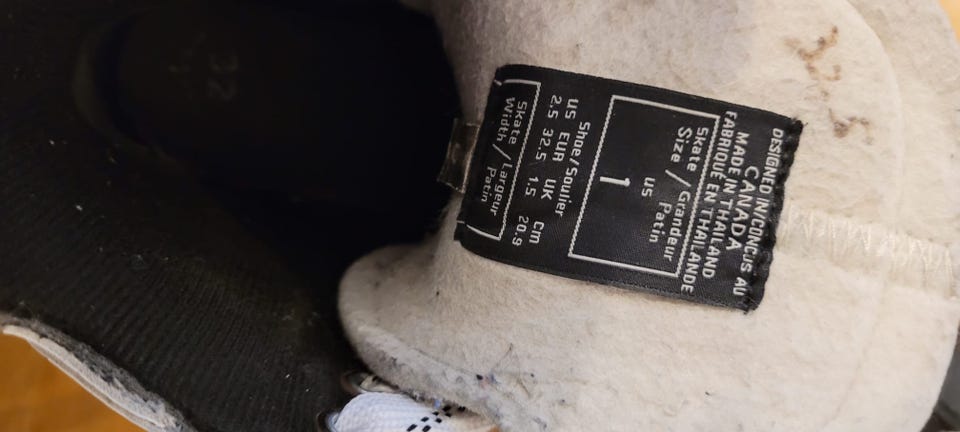 DESIGNED IN/CONÇUS AU
CANADA
MADE IN THAILAND
FABRIQUÉ EN THAILANDE
Skate / Grandeur
Size / Patin
US
1
Shoe/Soulier
US EUR UK Cm
2.5 32.5 1.5 20.9
Skate / Largeur
Width / Patin